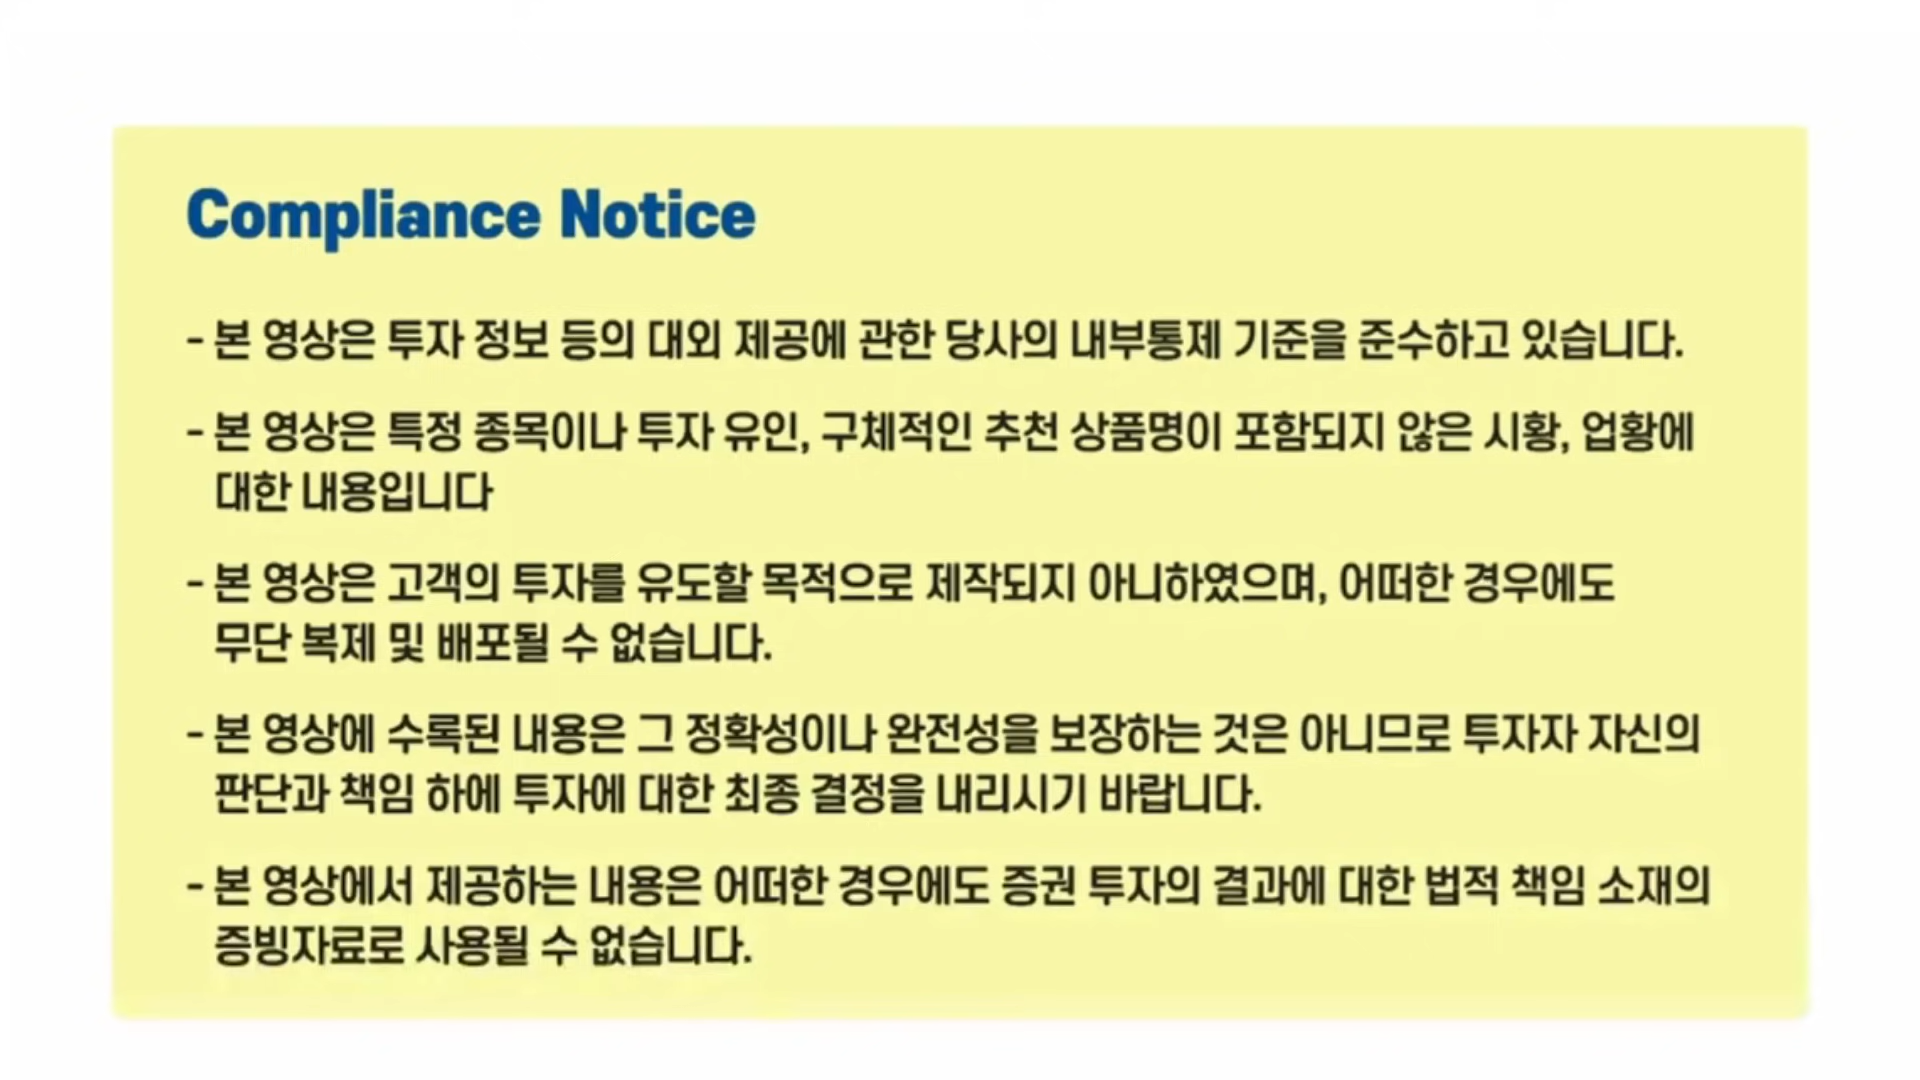 Compliance Notice
- 본 영상은 투자 정보 등의 대외 제공에 관한 당사의 내부통제 기준을 준수하고 있습니다.
- 본 영상은 특정 종목이나 투자 유인, 구체적인 추천 상품명이 포함되지 않은 시황, 업황에
대한 내용입니다
- 본 영상은 고객의 투자를 유도할 목적으로 제작되지 아니하였으며, 어떠한 경우에도
무단 복제 및 배포될 수 없습니다.
- 본 영상에 수록된 내용은 그 정확성이나 완전성을 보장하는 것은 아니므로 투자자 자신의
판단과 책임 하에 투자에 대한 최종 결정을 내리시기 바랍니다.
- 본 영상에서 제공하는 내용은 어떠한 경우에도 증권 투자의 결과에 대한 법적 책임 소재의
증빙자료로 사용될 수 없습니다.